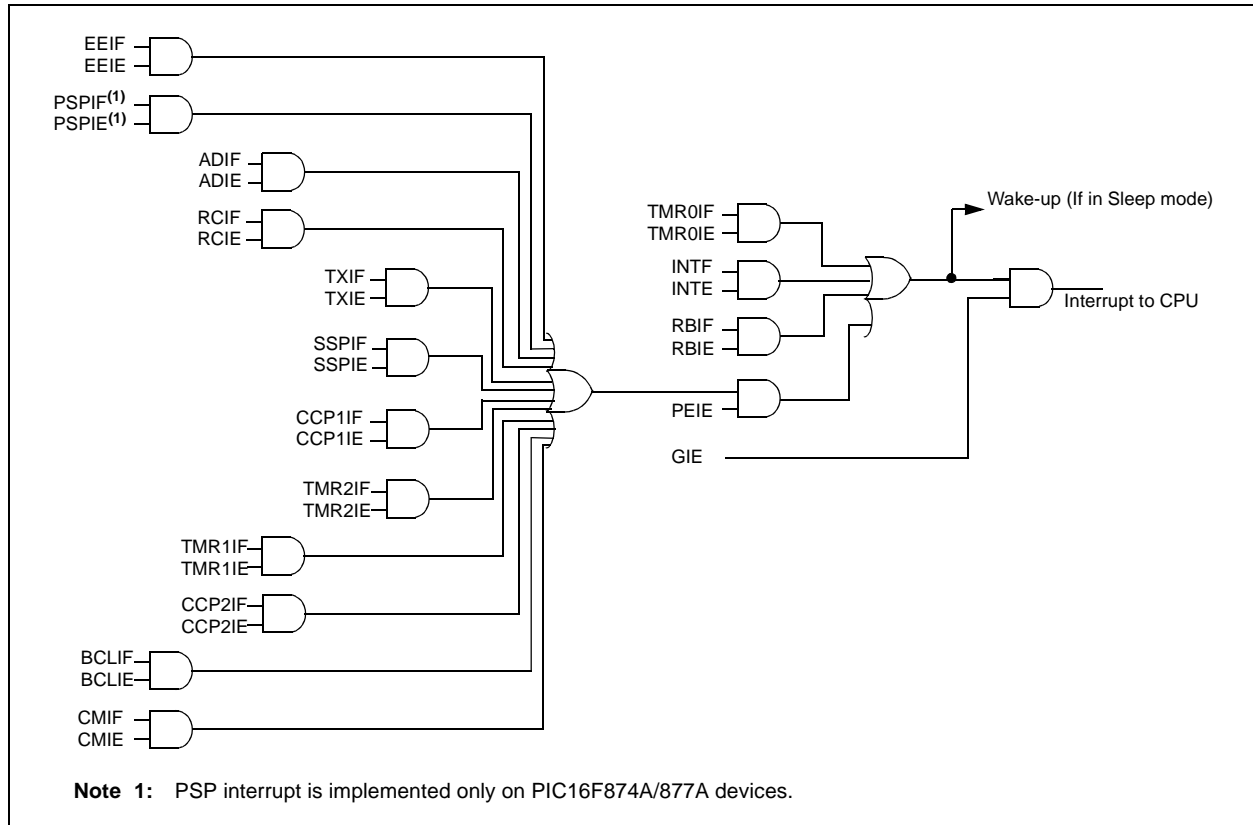 EEIF
EEIE
PSPIF(1)
PSPIE(1)
ADIF
ADIE
RCIF
RCIE
TXIF
TXIE
SSPIF
SSPIE
CCP1IF
CCP1IE
TMR2IF
TMR2IE
TMR1IF
TMR1IE
CCP2IF
CCP2IE
BCLIF
BCLIE
CMIF
CMIE
TMR0IF
TMR0IE
INTF
INTE
RBIF
RBIE
PEIE
GIE
Wake-up (If in Sleep mode)
Interrupt to CPU
Note 1: PSP interrupt is implemented only on PIC16F874A/877A devices.